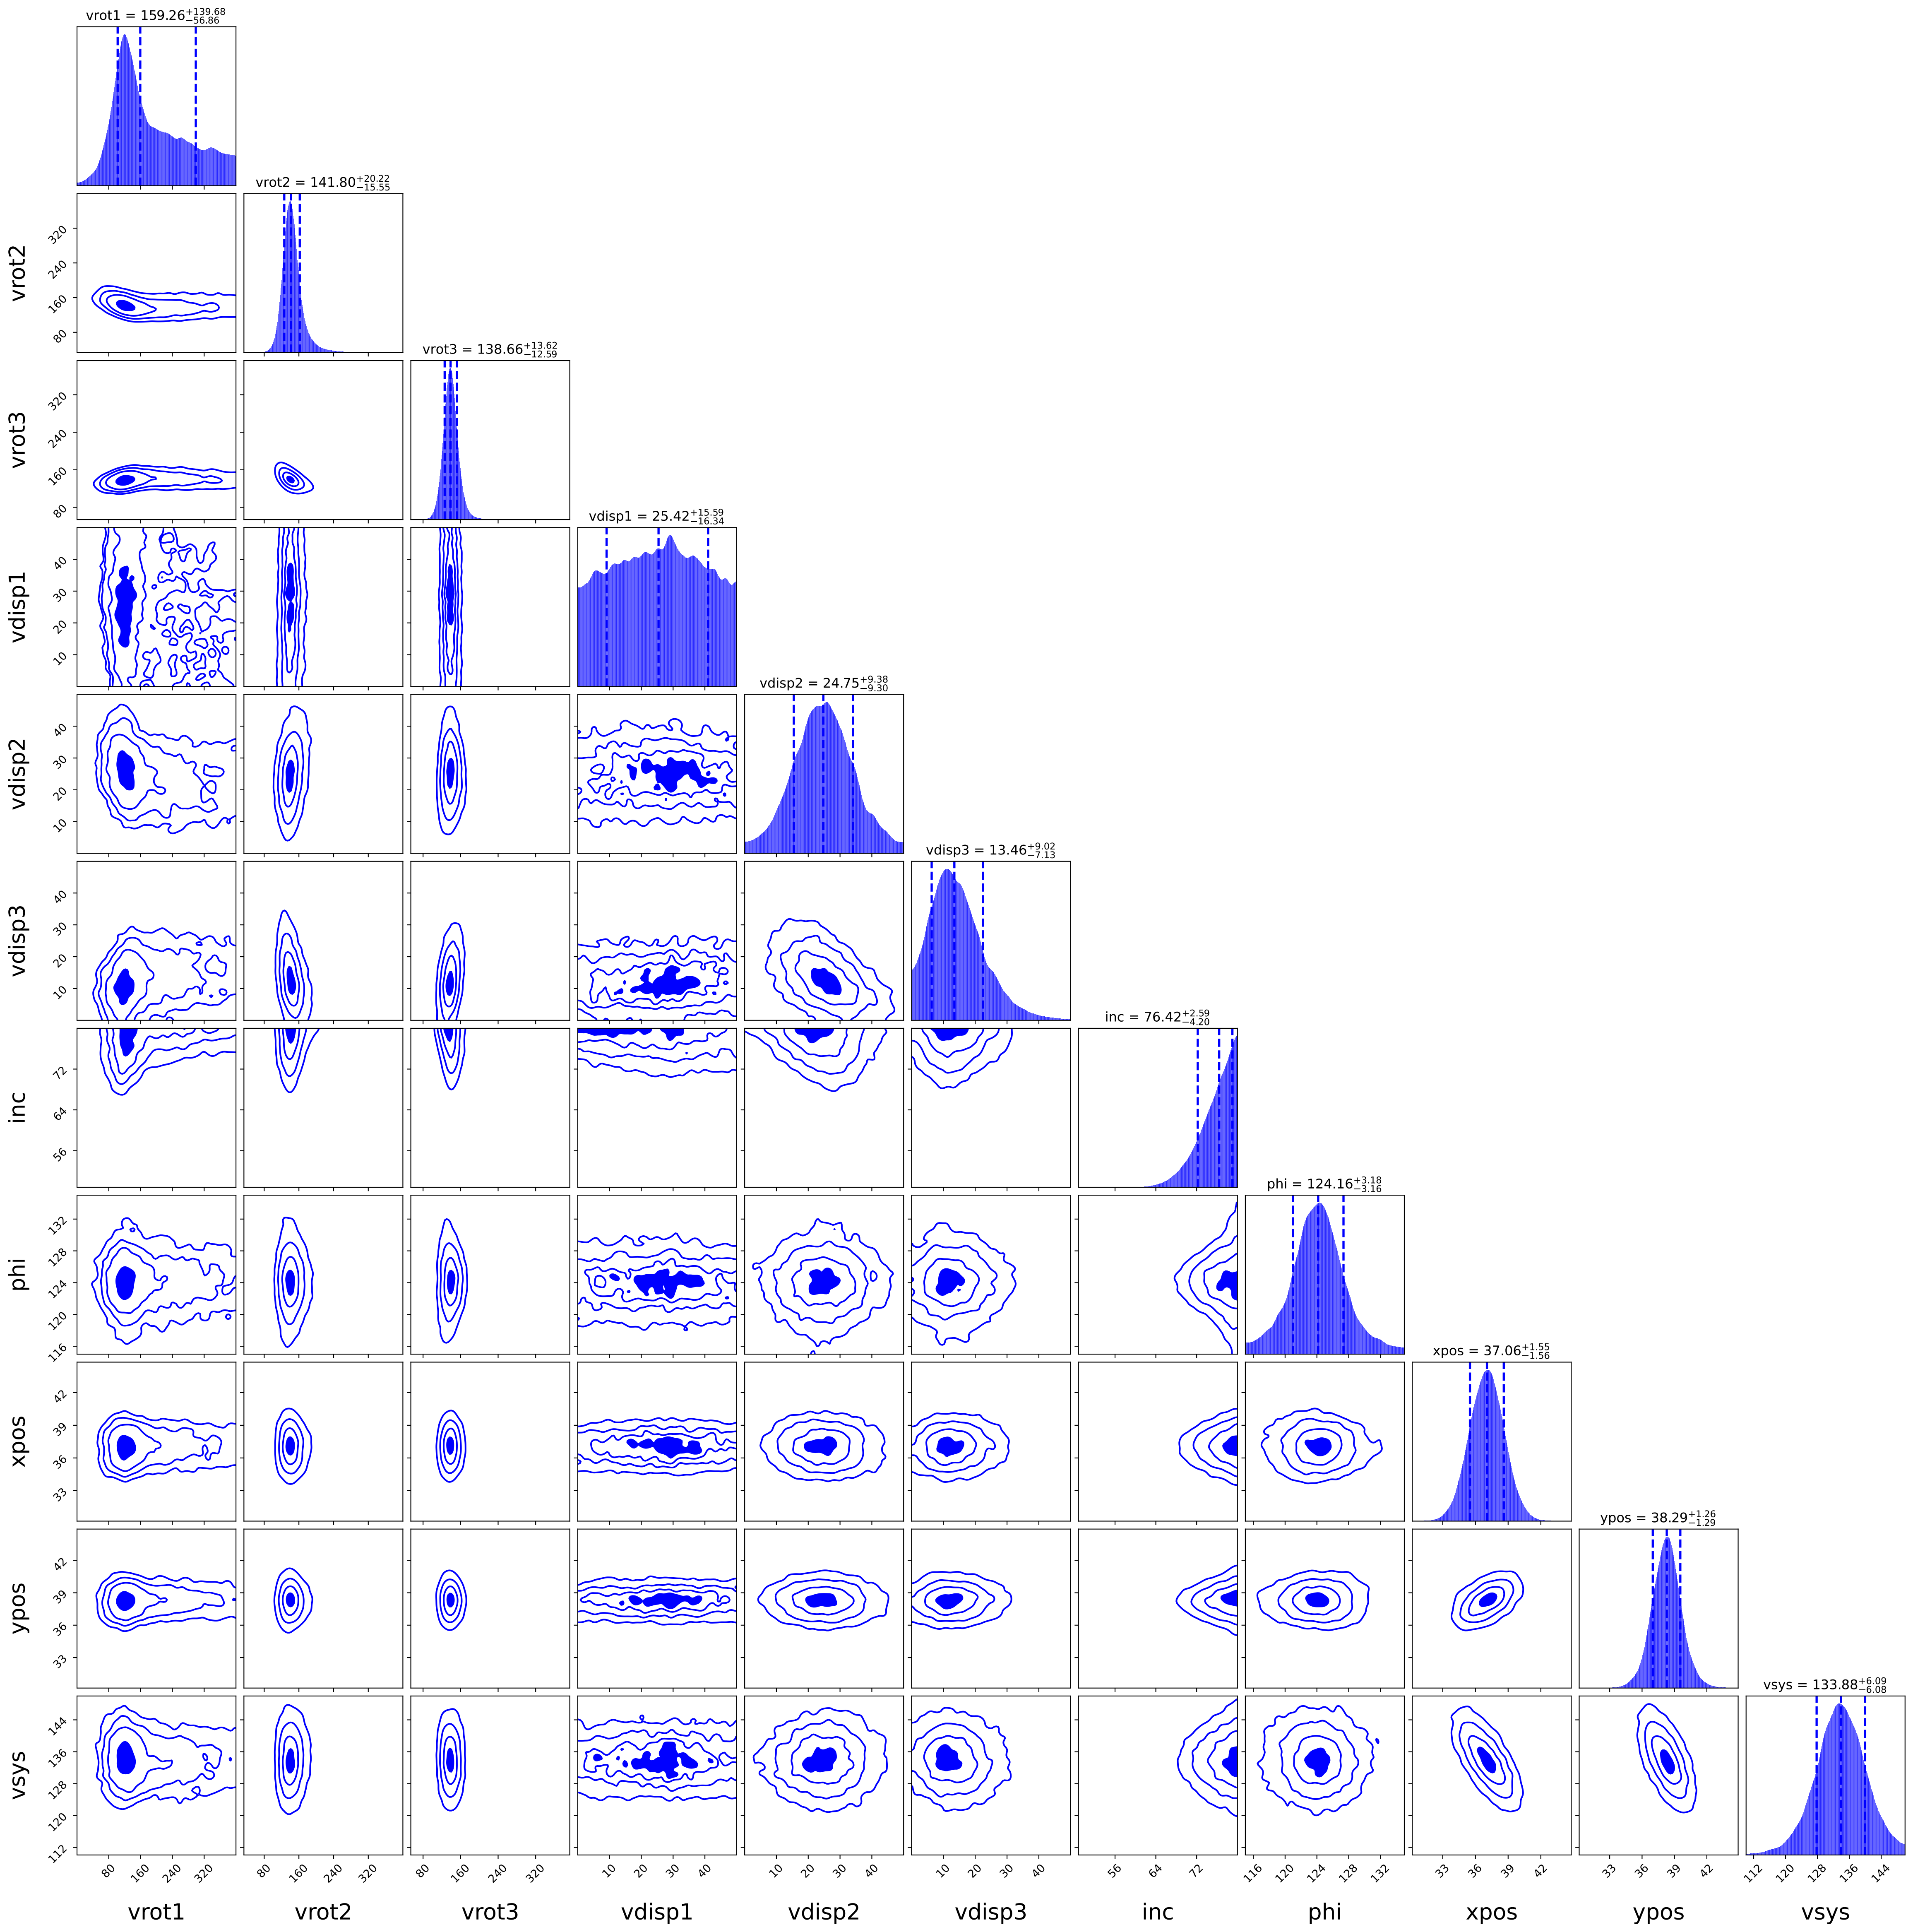 vrot1 = 159.26+139.68−56.86
vrot2 = 141.80+20.22−15.55
vrot2
320
240
160
80
vrot3 = 138.66+13.62−12.59
vrot3
320
240
160
80
vdisp1 = 25.42+15.59−16.34
vdisp1
40
30
20
10
vdisp2 = 24.75+9.38−9.30
vdisp2
40
30
20
10
vdisp3 = 13.46+9.02−7.13
vdisp3
40
30
20
10
inc = 76.42+2.59−4.20
inc
72
64
56
phi = 124.16+3.18−3.16
phi
132
128
124
120
116
xpos = 37.06+1.55−1.56
xpos
42
39
36
33
ypos = 38.29+1.26−1.29
ypos
42
39
36
33
vsys = 133.88+6.09−6.08
vsys
144
136
128
120
112
80 160 240 320 80 160 240 320 80 160 240 320 10 20 30 40 10 20 30 40 10 20 30 40 56 64 72 116 120 124 128 132 33 36 39 42 33 36 39 42 112 120 128 136 144
vrot1 vrot2 vrot3 vdisp1 vdisp2 vdisp3 inc phi xpos ypos vsys